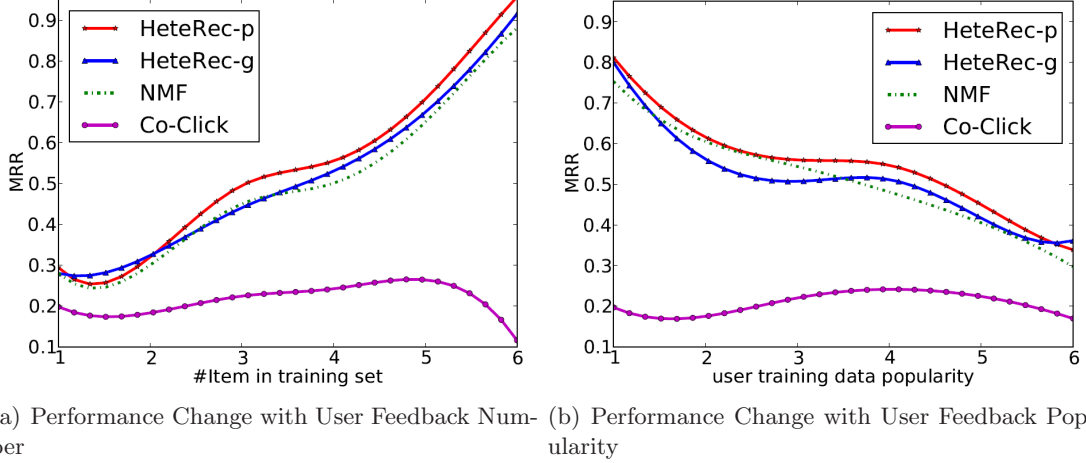 0.9
0.8
0.7
0.6
0.5
0.4
0.3
0.2
0.1
MRR
HeteRec-p
HeteRec-g
NMF
Co-Click
1 2 3 4 5 6
#Item in training set
0.9
0.8
0.7
0.6
0.5
0.4
0.3
0.2
0.1
MRR
HeteRec-p
HeteRec-g
NMF
Co-Click
1 2 3 4 5 6
user training data popularity
a) Performance Change with User Feedback Num-
ber
(b) Performance Change with User Feedback Pop
ularity